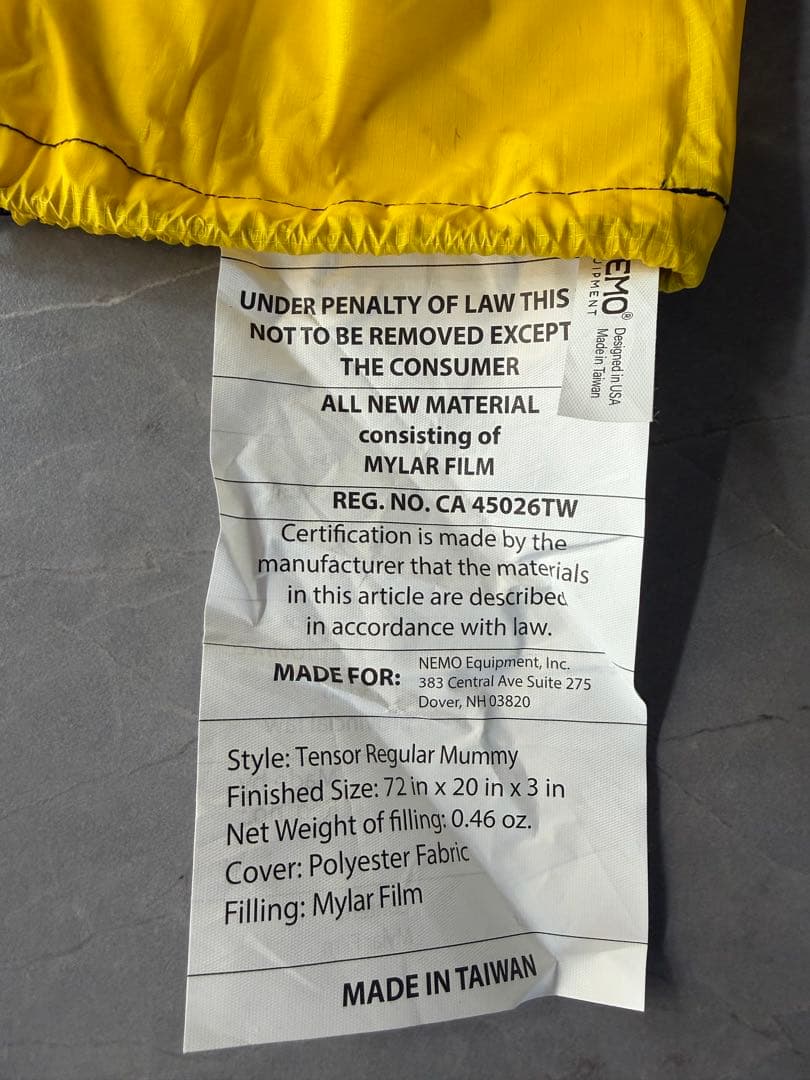 UNDER PENALTY OF LAW THIS
NOT TO BE REMOVED EXCEPT
THE CONSUMER
ALL NEW MATERIAL
consisting of
MYLAR FILM
REG. NO. CA 45026TW
Certification is made by the
manufacturer that the materials
in this article are described
in accordance with law.
MADE FOR:
NEMO Equipment, Inc.
383 Central Ave Suite 275
Dover, NH 03820
Style: Tensor Regular Mummy
Finished Size: 72 in x 20 in x 3 in
Net Weight of filling: 0.46 oz.
Cover: Polyester Fabric
Filling: Mylar Film
MADE IN TAIWAN
EMO®
IPMENT
Designed in USA
Made in Taiwan